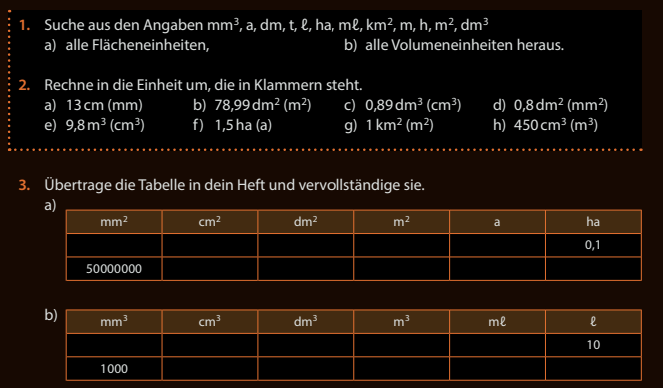 1. Suche aus den Angaben mm³, a, dm, t, ℓ, ha, mℓ, km², m, h, m², dm³
a) alle Flächeneinheiten, b) alle Volumeneinheiten heraus.
2. Rechne in die Einheit um, die in Klammern steht.
a) 13 cm (mm) b) 78,99 dm² (m²) c) 0,89 dm³ (cm³) d) 0,8 dm² (mm²)
e) 9,8 m³ (cm³) f) 1,5 ha (a) g) 1 km² (m²) h) 450 cm³ (m³)
3. Übertrage die Tabelle in dein Heft und vervollständige sie.
a)
mm² cm² dm² m² a ha
0,1
50000000
b)
mm³ cm³ dm³ m³ mℓ ℓ
10
1000